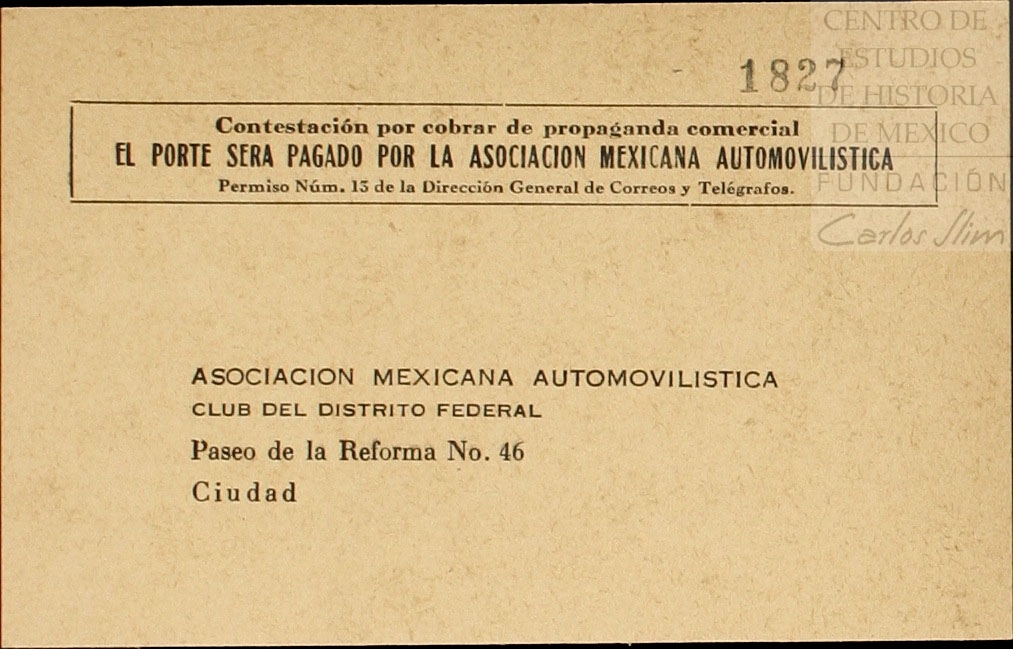 1827
Contestación por cobrar de propaganda comercial
EL PORTE SERA PAGADO POR LA ASOCIACION MEXICANA AUTOMOVILISTICA
Permiso Núm. 13 de la Dirección General de Correos y Telégrafos.
CENTRO DE
ESTUDIOS
DE HISTORIA
DE MEXICO
FUNDACIÓN
Carlos Slim
ASOCIACION MEXICANA AUTOMOVILISTICA
CLUB DEL DISTRITO FEDERAL
Paseo de la Reforma No. 46
Ciudad